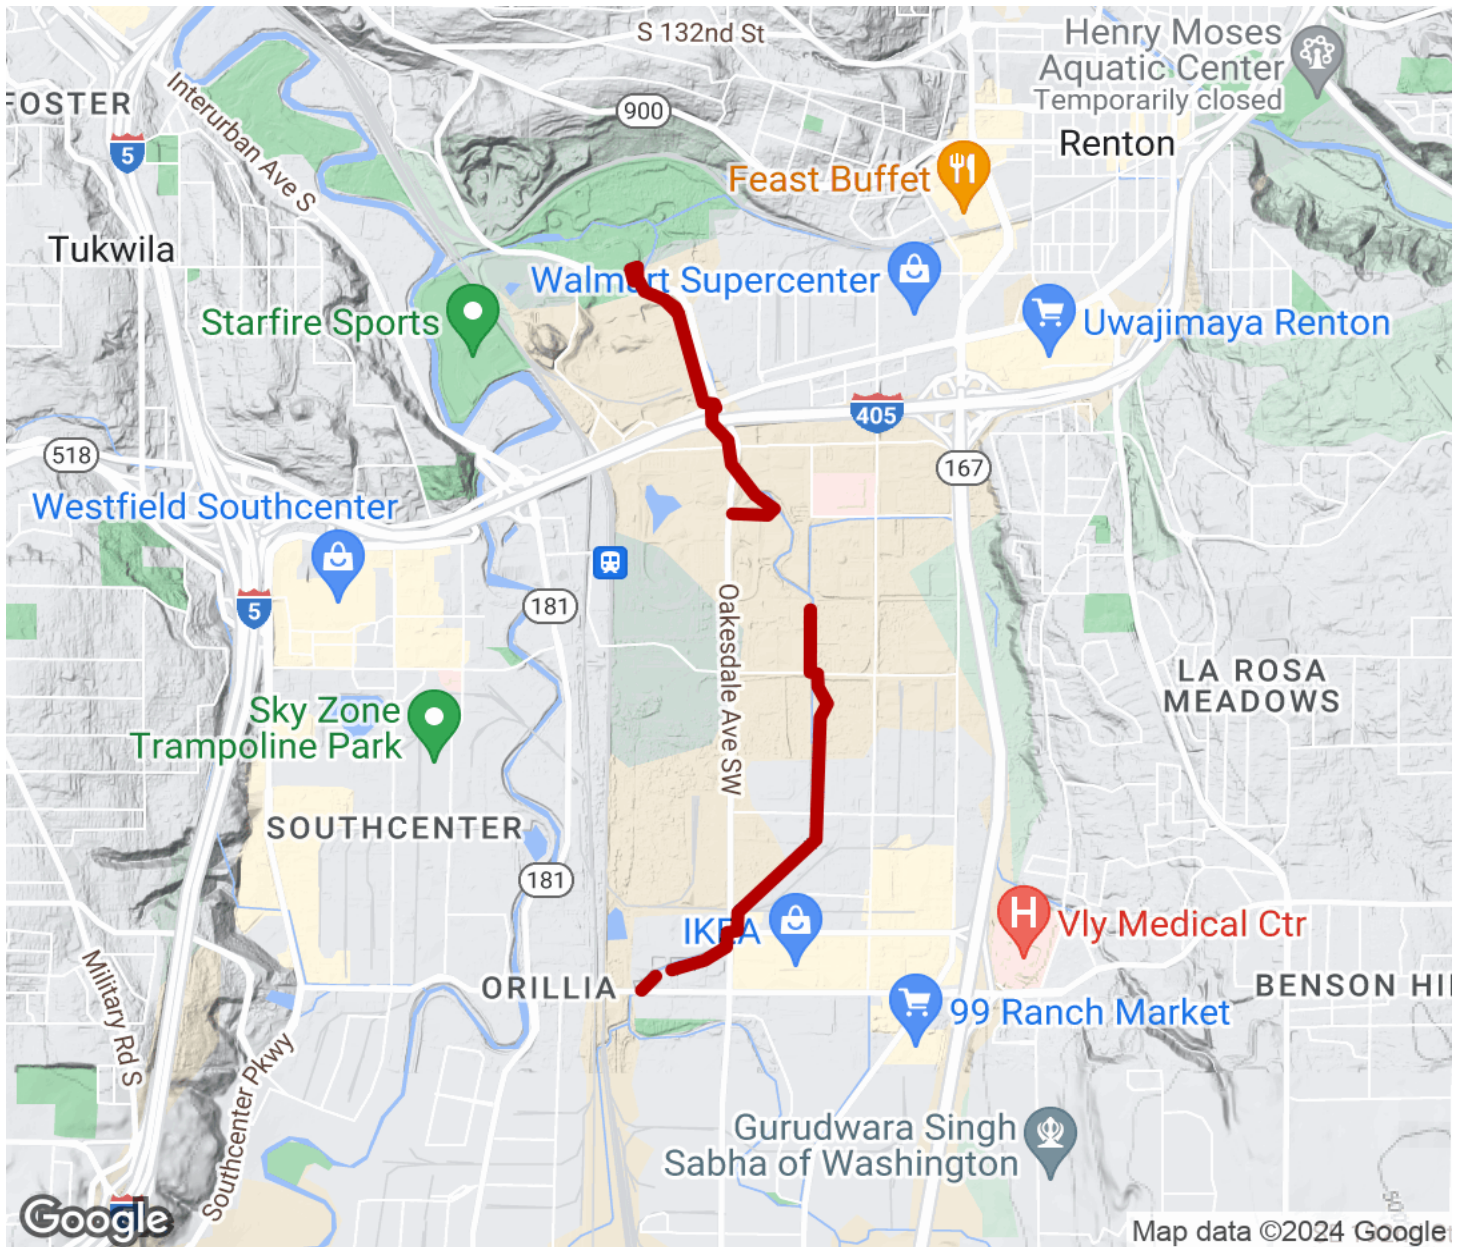 S 132nd St
Henry Moses
Aquatic Center
Temporarily closed
FOSTER
Interurban Ave S
900
5
Renton
Feast Buffet
Tukwila
Walmart Supercenter
Starfire Sports
Uwajimaya Renton
405
518
167
Westfield Southcenter
5
181
Oakesdale Ave SW
LA ROSA
MEADOWS
Sky Zone
Trampoline Park
SOUTHCENTER
181
H
Vly Medical Ctr
IKEA
ORILLIA
BENSON HI
Military Rd S
99 Ranch Market
Southcenter Pkwy
Gurudwara Singh
Sabha of Washington
Google
Map data ©2024 Google